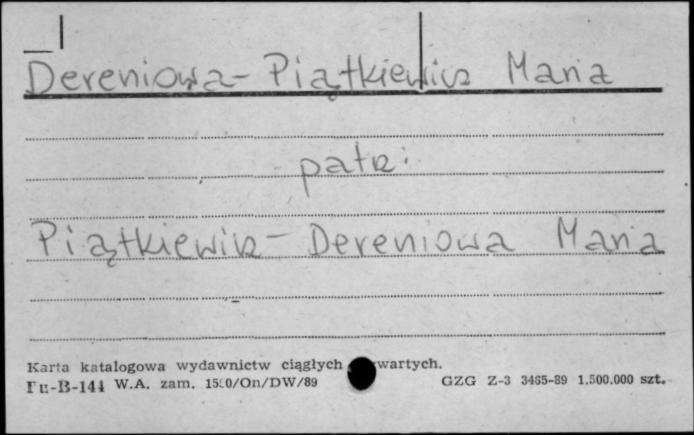 Dereniowa - Piątkiewicz Maria
patrz:
Piątkiewicz - Dereniowa Maria
Karta katalogowa wydawnictw ciągłych wartych.
Pu-B-144 W.A. zam. /On/DW/89 GZG Z-3 3465-89 1.500.000 szt.